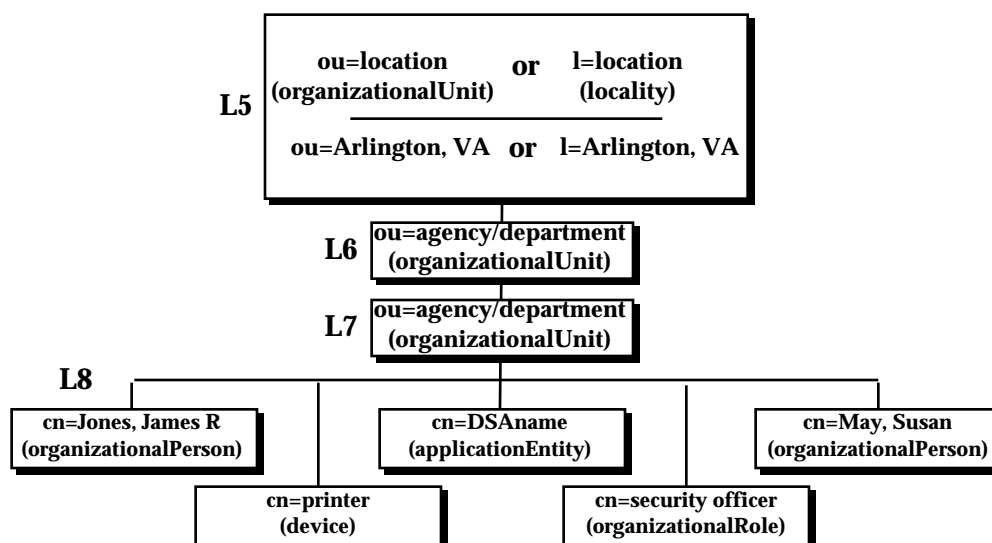 ou=location or l=location
(organizationalUnit) (locality)
L5
ou=Arlington, VA or l=Arlington, VA
L6
ou=agency/department
(organizationalUnit)
L7
ou=agency/department
(organizationalUnit)
L8
cn=Jones, James R
(organizationalPerson)
cn=DSAname
(applicationEntity)
cn=May, Susan
(organizationalPerson)
cn=printer
(device)
cn=security officer
(organizationalRole)